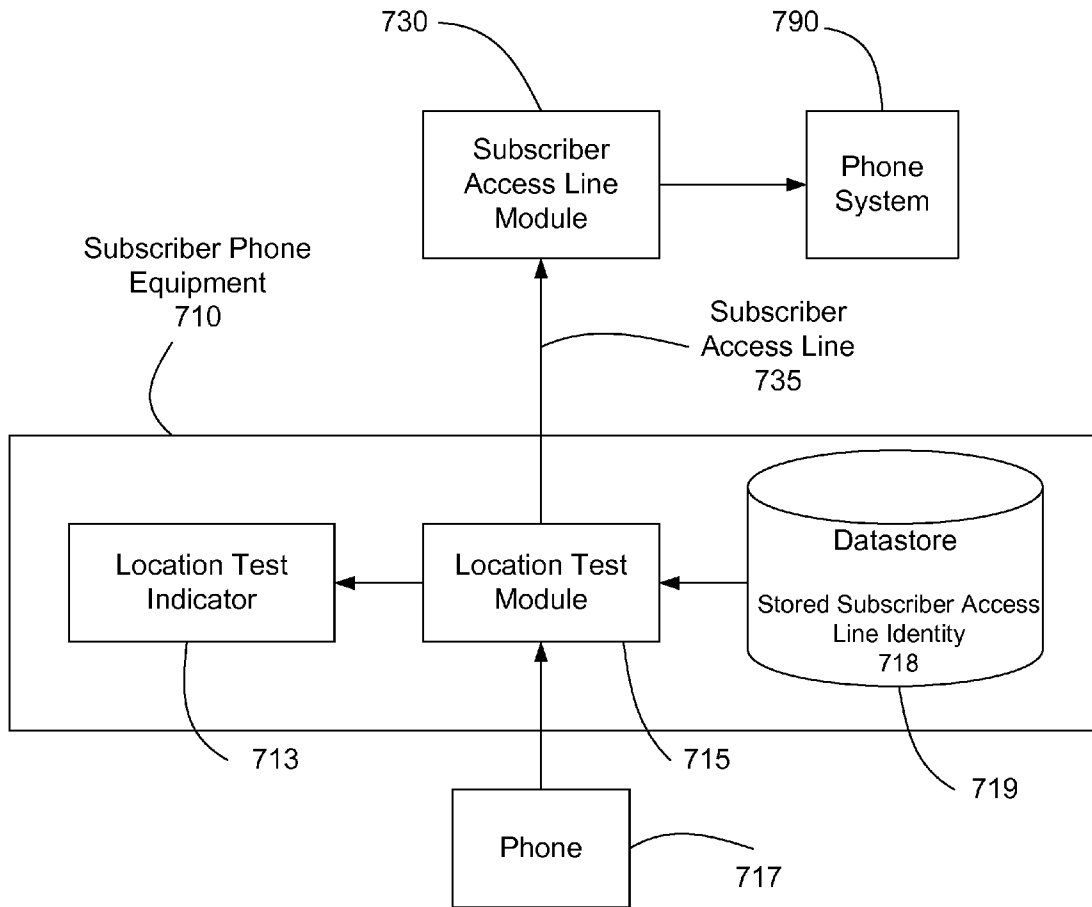 730
790
Subscriber
Access Line
Module
Phone
System
Subscriber Phone
Equipment
710
Subscriber
Access Line
735
Location Test
Indicator
Location Test
Module
Datastore
Stored Subscriber Access
Line Identity
718
713
715
719
Phone
717